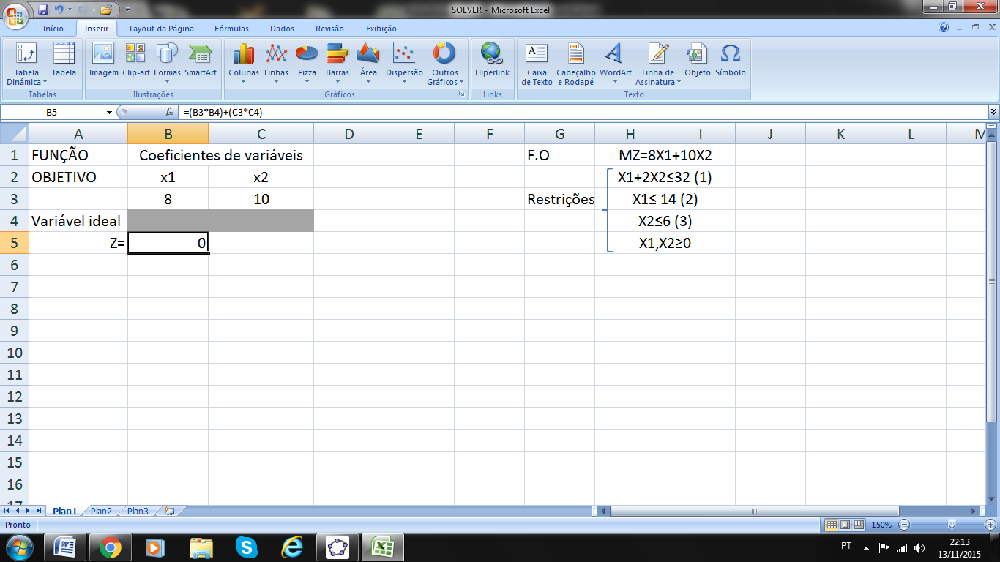 SOLVER - Microsoft Excel
Início Inserir Layout da Página Fórmulas Dados Revisão Exibição
Tabela Dinâmica Tabela Imagem Clip-art Formas SmartArt Colunas Linhas Pizza Barras Área Dispersão Outros Gráficos Hiperlink Caixa de Texto Cabeçalho e Rodapé WordArt Linha de Assinatura Objeto Símbolo
Tabelas Ilustrações Gráficos Links Texto
B5 fx =(B3*B4)+(C3*C4)
A B C D E F G H I J K L M
1 FUNÇÃO Coeficientes de variáveis F.O MZ=8X1+10X2
2 OBJETIVO x1 x2 X1+2X2≤32 (1)
3 8 10 Restrições X1≤ 14 (2)
4 Variável ideal X2≤6 (3)
5 Z= 0 X1,X2≥0
6
7
8
9
10
11
12
13
14
15
16
17
Plan1 Plan2 Plan3
Pronto 150%
PT 22:13
13/11/2015